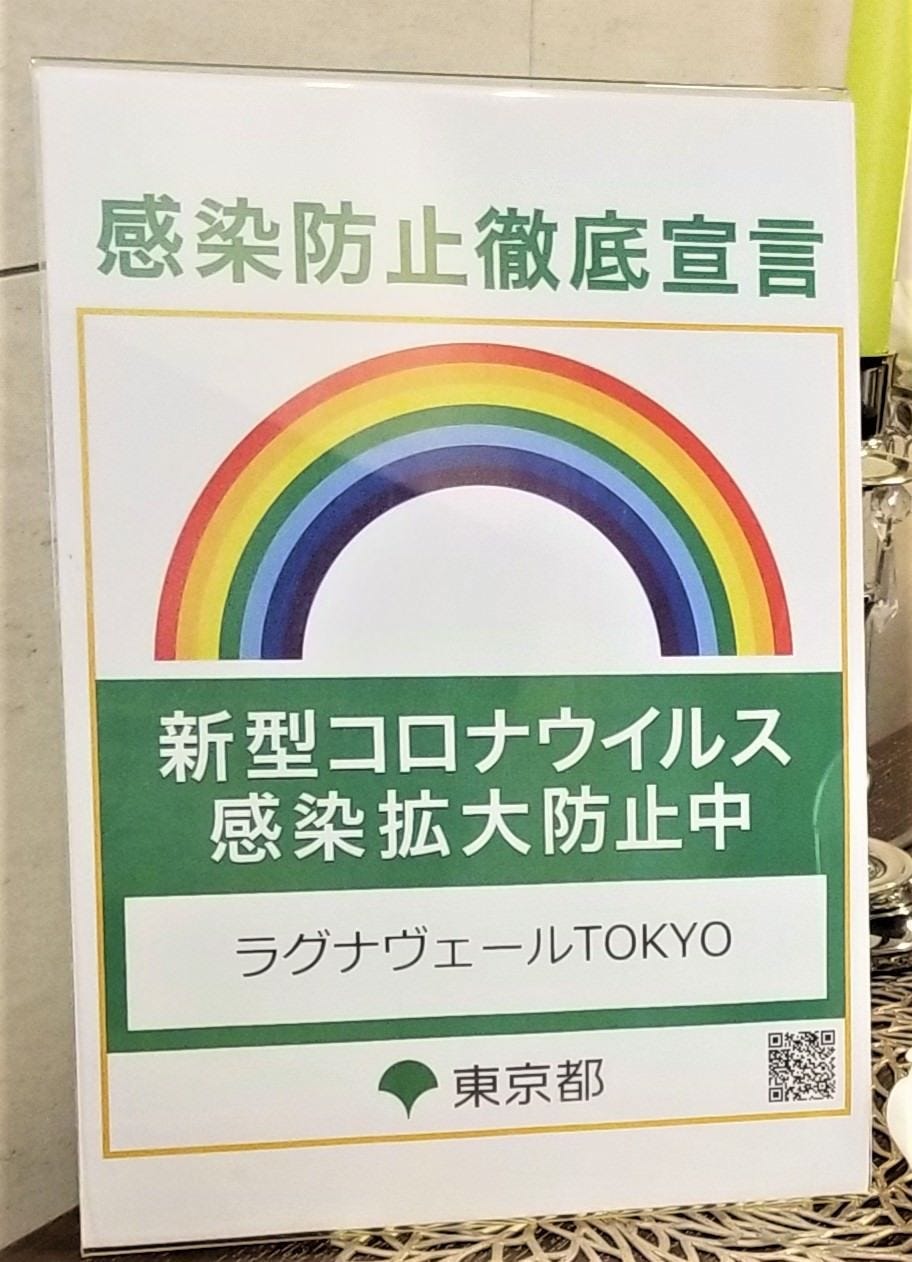 感染防止徹底宣言
新型コロナウイルス
感染拡大防止中
ラグナヴェールTOKYO
東京都